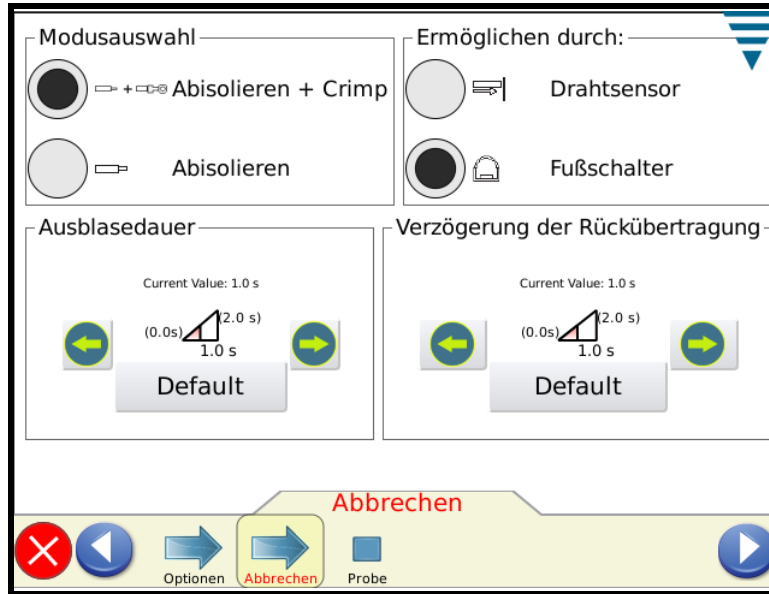 Modusauswahl
Abisolieren + Crimp
Abisolieren
Ermöglichen durch:
Drahtsensor
Fußschalter
Ausblasedauer
Current Value: 1.0 s
(0.0s)
(2.0 s)
1.0 s
Default
Verzögerung der Rückübertragung
Current Value: 1.0 s
(0.0s)
(2.0 s)
1.0 s
Default
Abbrechen
Optionen
Abbrechen
Probe